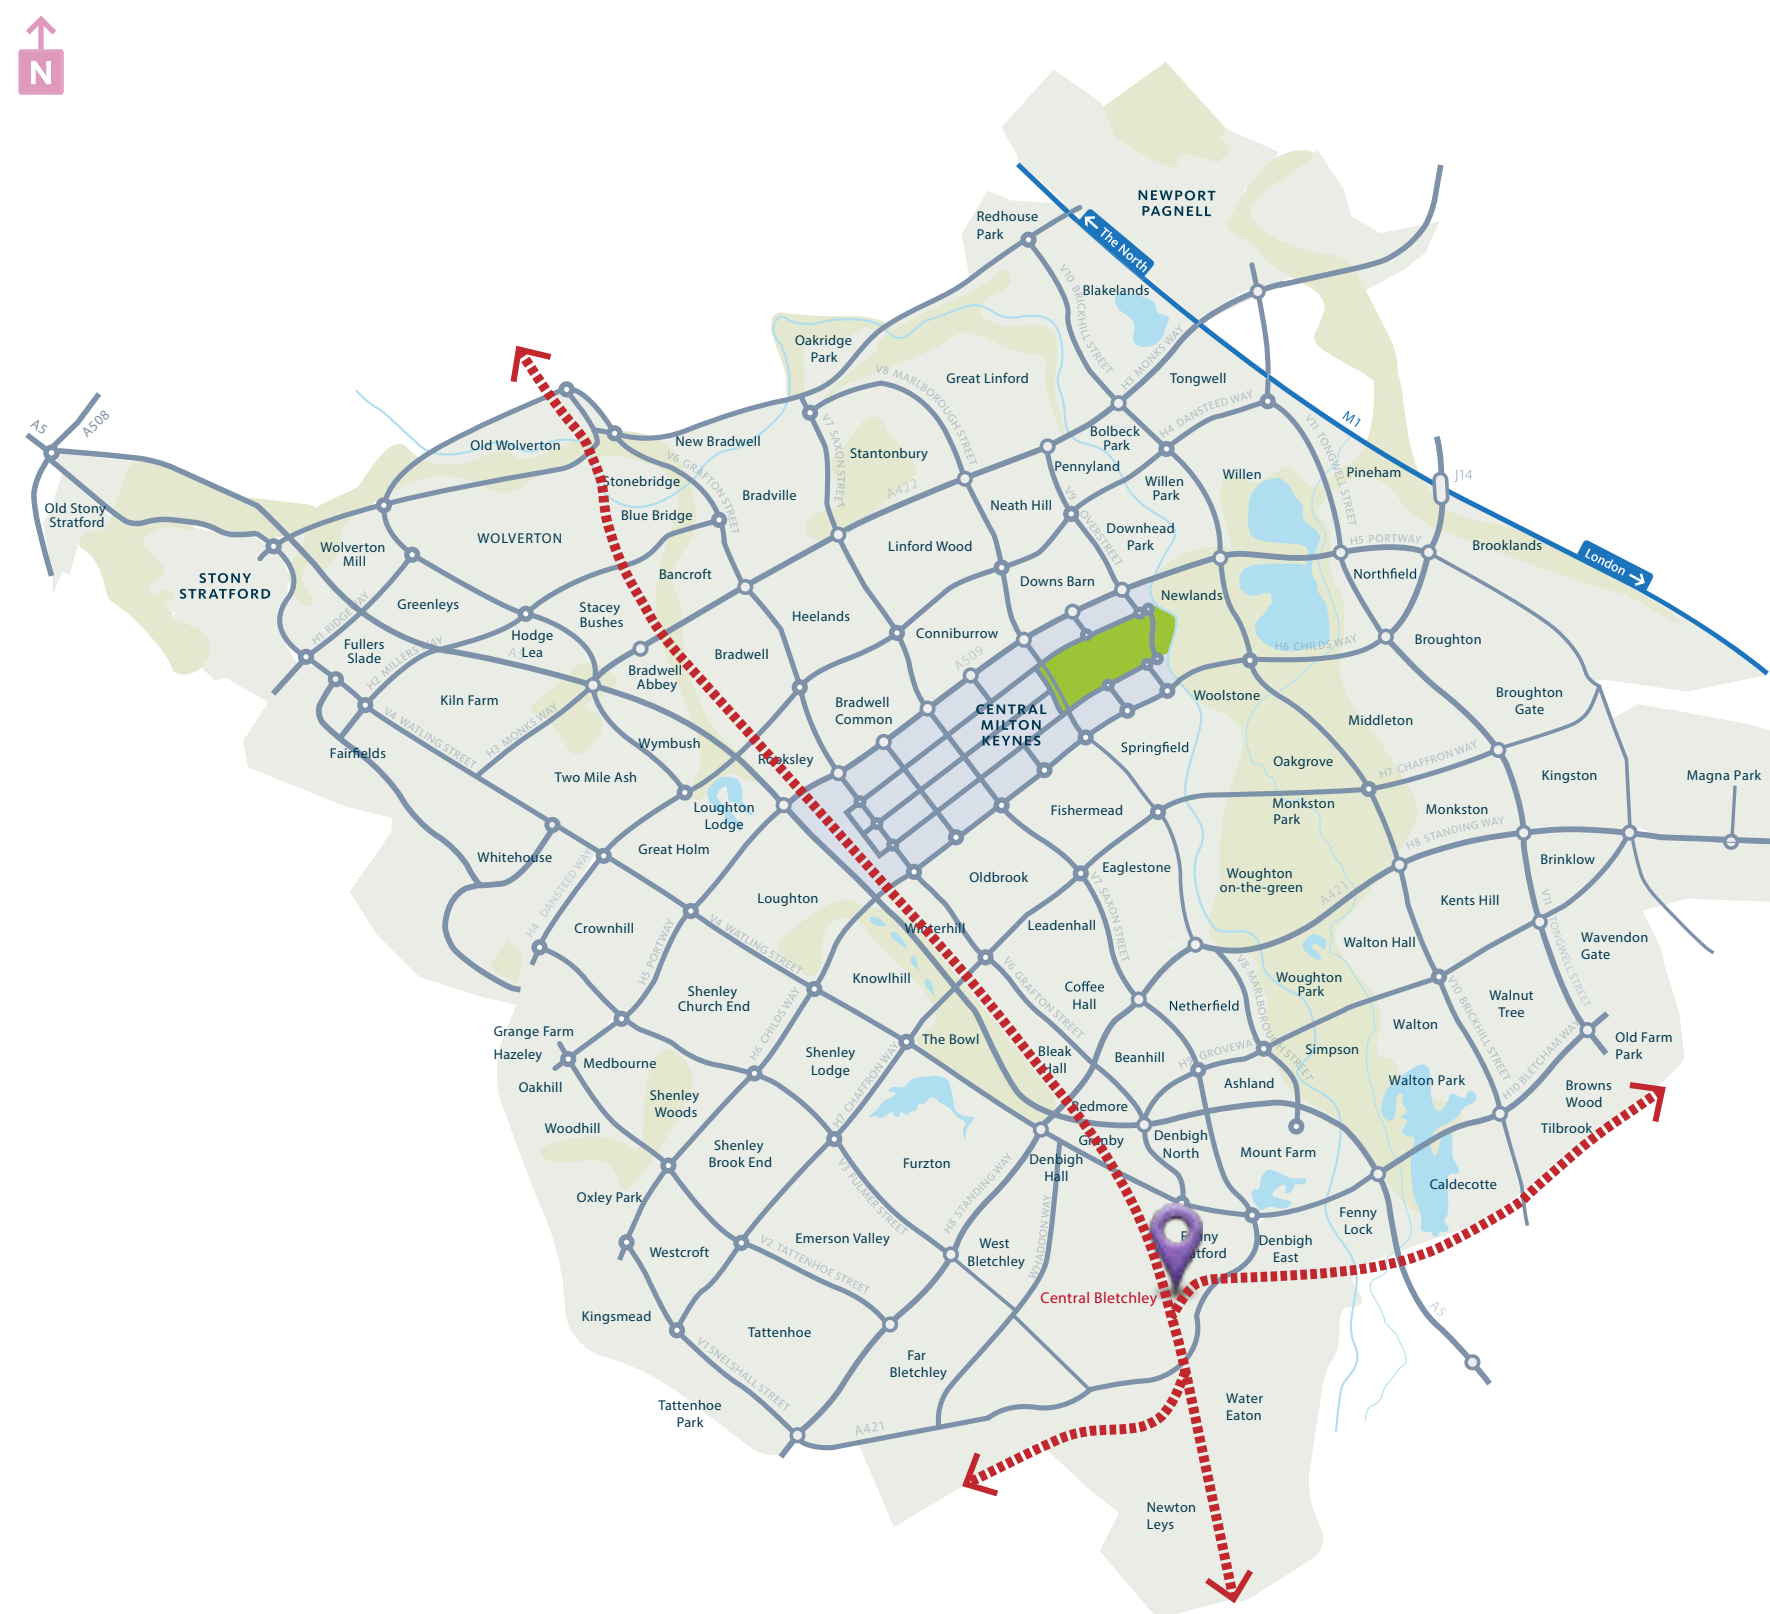 N
NEWPORT
PAGNELL
Redhouse
Park
The North
V10 BRICKHILL STREET
Blakelands
H3 MONKS WAY
Oakridge
Park
V8 MARLBOROUGH STREET
Great Linford
Tongwell
H4 DANSTEED WAY
M1
A5
A508
Old Wolverton
New Bradwell
V7 SAXON STREET
Stantonbury
Bolbeck
Park
V11 TONGWELL STREET
Pennyland
Willen
Pineham
J14
V6 GRAFTON STREET
Stonebridge
Bradville
A422
Willen
Park
Neath Hill
V9
OVERSTREET
Old Stony
Stratford
Blue Bridge
WOLVERTON
Linford Wood
Downhead
Park
H5 PORTWAY
Brooklands
London
Wolverton
Mill
STONY
STRATFORD
Bancroft
Downs Barn
Northfield
Newlands
Greenleys
Stacey
Bushes
Heelands
H1 RIDGEWAY
Conniburrow
H6 CHILDS WAY
Broughton
Fullers
Slade
Hodge
Lea
H2 MILLERS WAY
A509
Bradwell
Bradwell
Abbey
Woolstone
Kiln Farm
Bradwell
Common
CENTRAL
MILTON
KEYNES
Broughton
Gate
V4 WATLING STREET
H3 MONKS WAY
Middleton
Fairfields
Wymbush
Rooksley
Springfield
Oakgrove
H7 CHAFFRON WAY
Two Mile Ash
Kingston
Magna Park
Loughton
Lodge
Fishermead
Monkston
Park
Monkston
H8 STANDING WAY
Whitehouse
Great Holm
Eaglestone
Brinklow
H4 DANSTEED WAY
Oldbrook
Woughton
on-the-green
A421
Loughton
V7 SAXON STREET
Kents Hill
V11 TONGWELL STREET
Crownhill
V4 WATLING STREET
Winterhill
Leadenhall
Walton Hall
Wavendon
Gate
H5 PORTWAY
Knowlhill
V6 GRAFTON STREET
V8 MARLBOROUGH STREET
Shenley
Church End
Coffee
Hall
Netherfield
Woughton
Park
V10 BRICKHILL STREET
Walnut
Tree
H6 CHILDS WAY
Walton
Grange Farm
The Bowl
Hazeley
Medbourne
Shenley
Lodge
H7 CHAFFRON WAY
Bleak
Hall
Beanhill
H9 GROVEWAY
Simpson
H10 BLETCHAM WAY
Old Farm
Park
Oakhill
Ashland
Walton Park
Browns
Wood
Shenley
Woods
Redmore
Tilbrook
Woodhill
Granby
Denbigh
North
Shenley
Brook End
Furzton
Denbigh
Hall
Mount Farm
V3 FULMER STREET
H8 STANDING WAY
Caldecotte
Oxley Park
WHADDON WAY
Fenny
Lock
Emerson Valley
V2 TATTENHOE STREET
West
Bletchley
Denbigh
East
Westcroft
Central Bletchley
A5
Kingsmead
Tattenhoe
V1 SNELSHALL STREET
Far
Bletchley
Water
Eaton
Tattenhoe
Park
A421
Newton
Leys